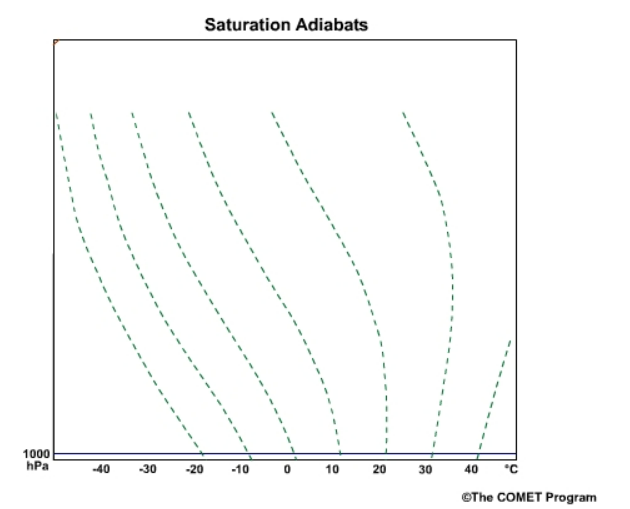 Saturation Adiabats
1000
hPa
-40 -30 -20 -10 0 10 20 30 40 °C
©The COMET Program